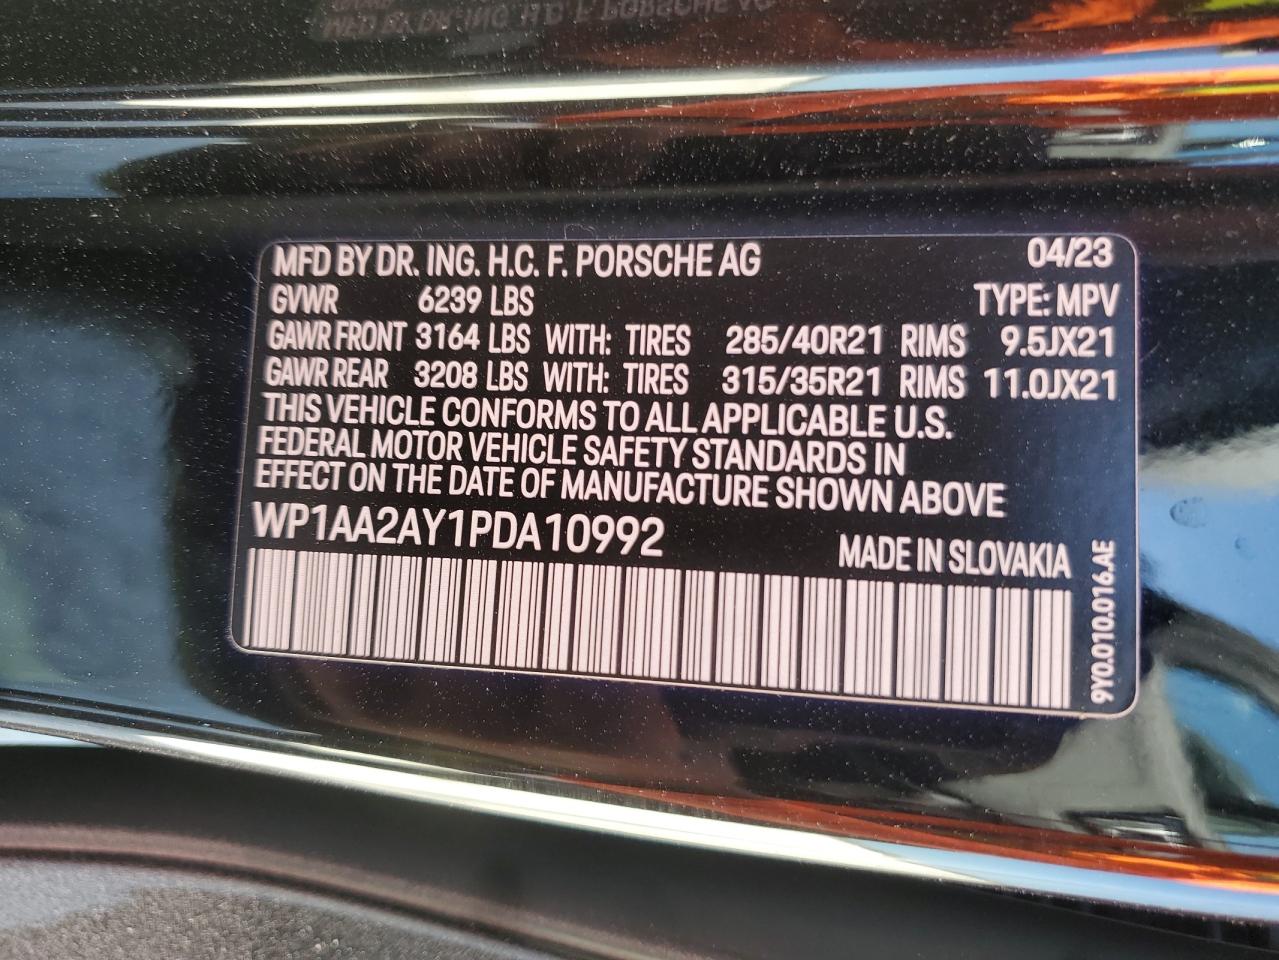 MFD BY DR. ING. H.C. F. PORSCHE AG 04/23
GVWR 6239 LBS TYPE: MPV
GAWR FRONT 3164 LBS WITH: TIRES 285/40R21 RIMS 9.5JX21
GAWR REAR 3208 LBS WITH: TIRES 315/35R21 RIMS 11.0JX21
THIS VEHICLE CONFORMS TO ALL APPLICABLE U.S.
FEDERAL MOTOR VEHICLE SAFETY STANDARDS IN
EFFECT ON THE DATE OF MANUFACTURE SHOWN ABOVE
WP1AA2AY1PDA10992 MADE IN SLOVAKIA
9Y0.010.016.AE